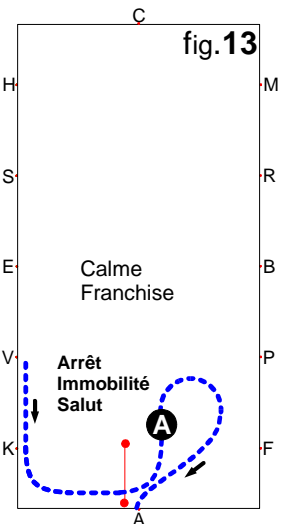 C
fig.13
H
M
S
R
E
B
Calme
Franchise
V
P
Arrêt
Immobilité
Salut
A
K
F
A